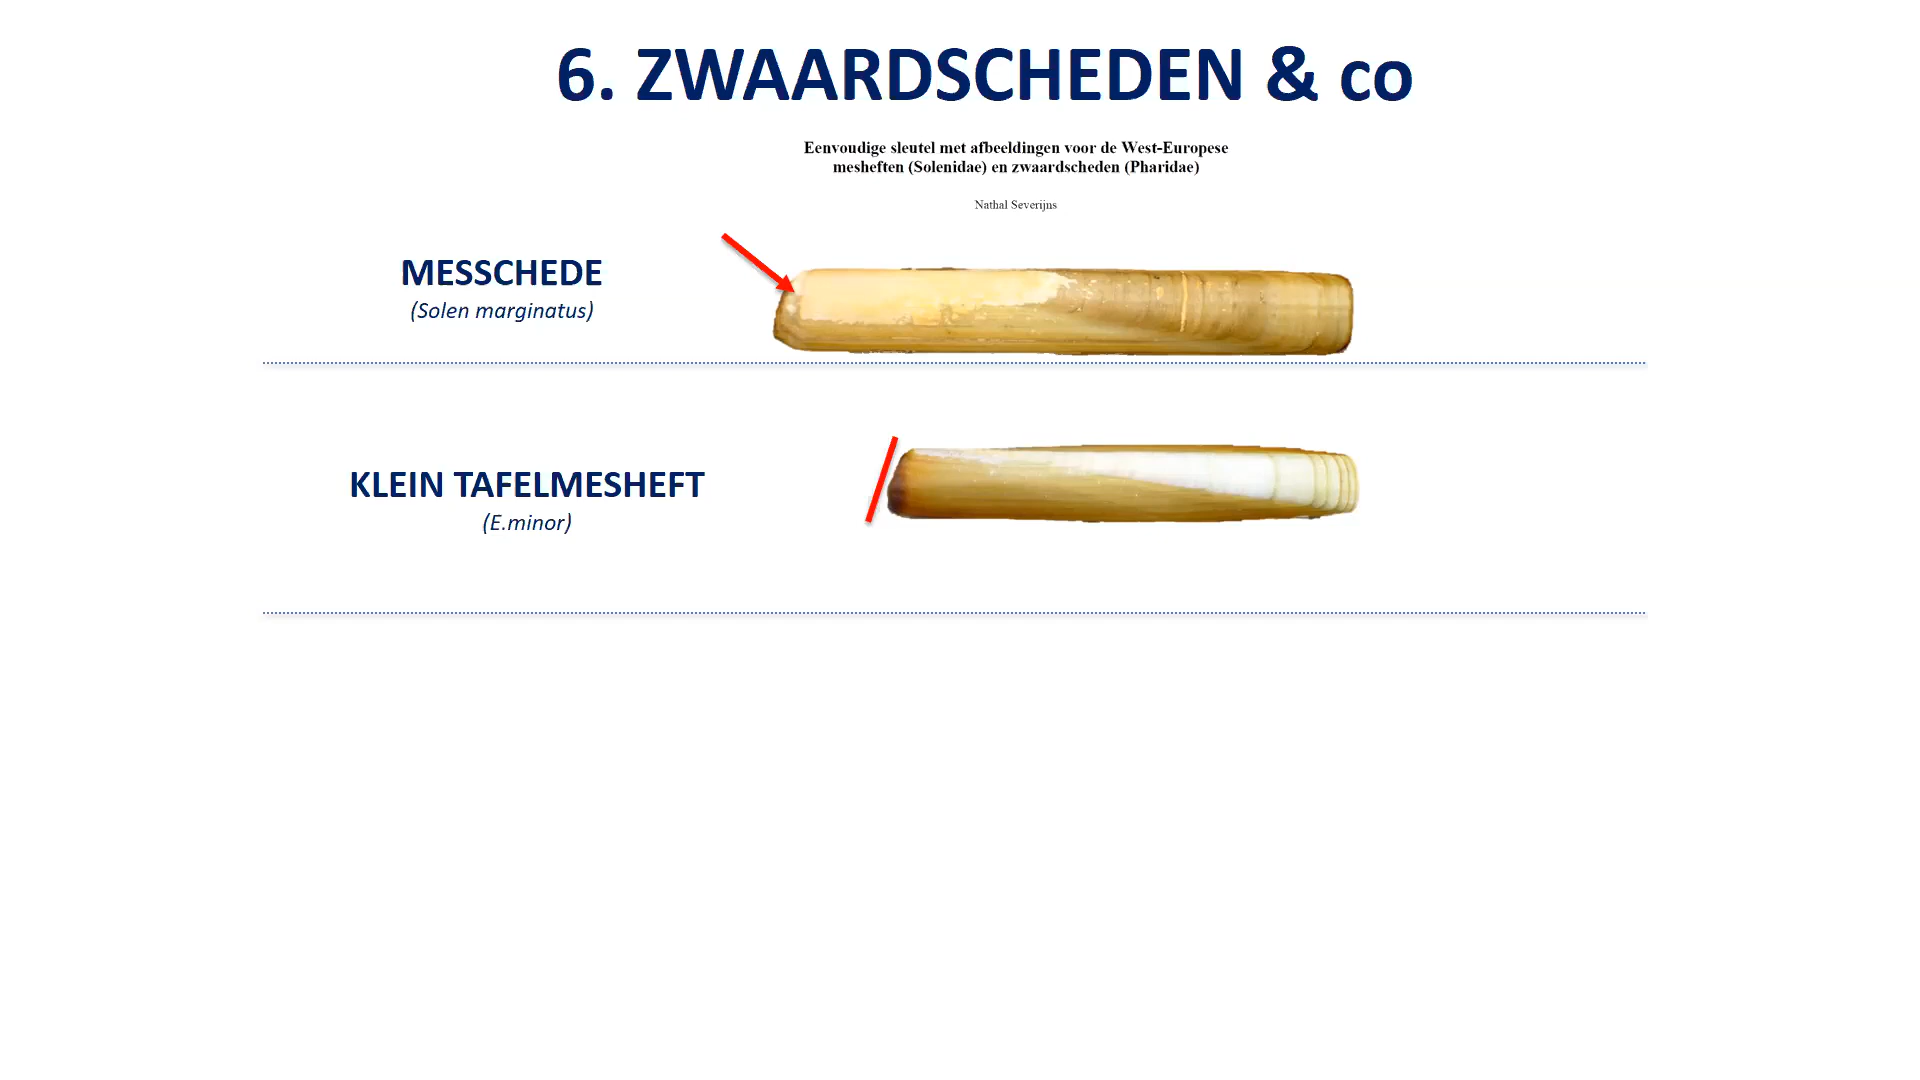 6. ZWAARDSCHEDEN & co
Eenvoudige sleutel met afbeeldingen voor de West-Europese
mesheften (Solenidae) en zwaardscheden (Pharidae)
Nathal Severijns
MESSCHEDE
(Solen marginatus)
KLEIN TAFELMESHEFT
(E.minor)